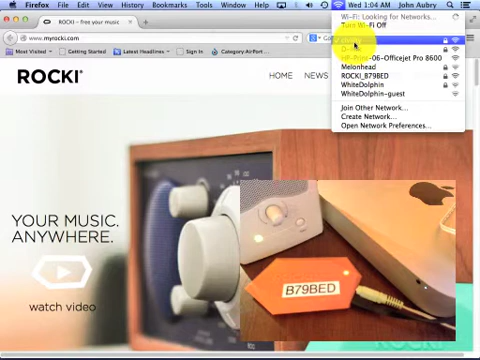 Firefox File Edit View History Bookmarks Tools Window Help Wed 1:04 AM John Aubry
ROCKI – free your music
www.myrocki.com
Most Visited Getting Started Latest Headlines Sign In
Wi-Fi: Looking for Networks...
Turn Wi-Fi Off
HP-Print-06-Officejet Pro 8600
Melonhead
ROCKI_B79BED
WhiteDolphin
WhiteDolphin-guest
Join Other Network...
Create Network...
Open Network Preferences...
ROCKI
HOME NEWS
YOUR MUSIC.
ANYWHERE.
watch video
B79BED